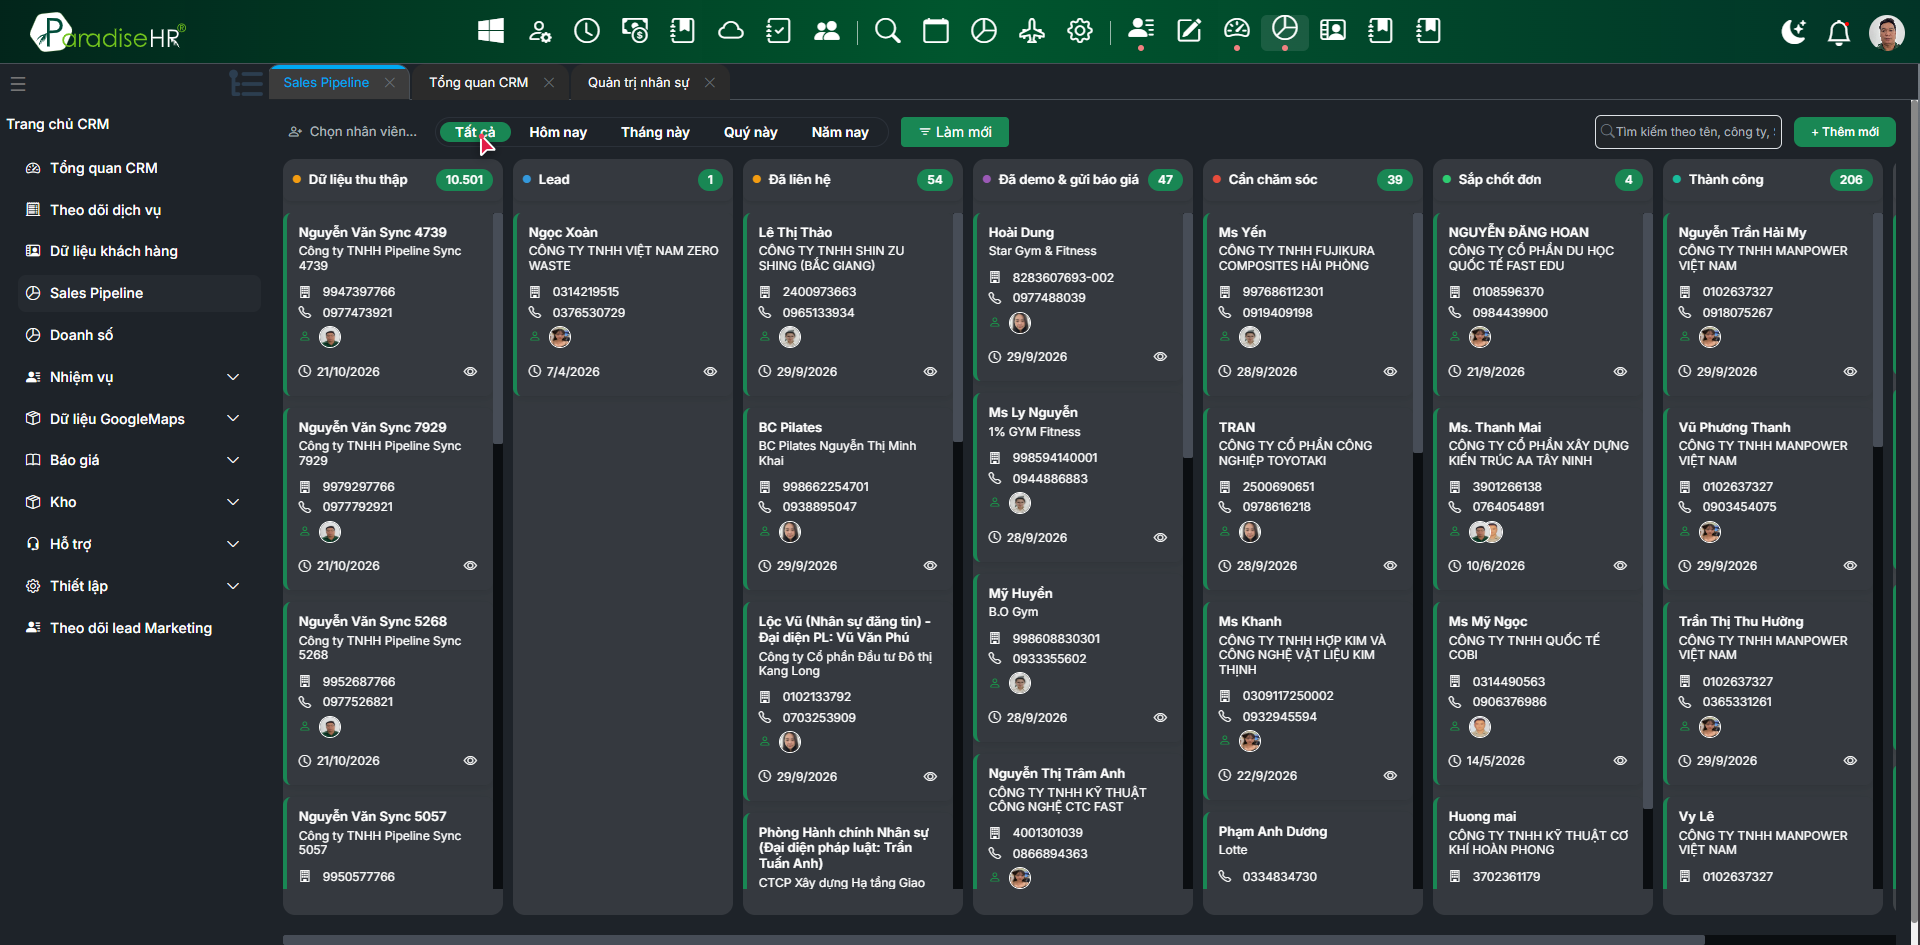 ParadiseHR®
Sales Pipeline
Tổng quan CRM
Quản trị nhân sự
Trang chủ CRM
Tổng quan CRM
Theo dõi dịch vụ
Dữ liệu khách hàng
Sales Pipeline
Doanh số
Nhiệm vụ
Dữ liệu GoogleMaps
Báo giá
Kho
Hỗ trợ
Thiết lập
Theo dõi lead Marketing
Chọn nhân viên...
Tất cả
Hôm nay
Tháng này
Quý này
Năm nay
Làm mới
Tìm kiếm theo tên, công ty,
+ Thêm mới
Dữ liệu thu thập 10.501
Nguyễn Văn Sync 4739
Công ty TNHH Pipeline Sync
4739
9947397766
0977473921
21/10/2026
Nguyễn Văn Sync 7929
Công ty TNHH Pipeline Sync
7929
9979297766
0977792921
21/10/2026
Nguyễn Văn Sync 5268
Công ty TNHH Pipeline Sync
5268
9952687766
0977526821
21/10/2026
Nguyễn Văn Sync 5057
Công ty TNHH Pipeline Sync
5057
9950577766
Lead 1
Ngọc Xoàn
CÔNG TY TNHH VIỆT NAM ZERO
WASTE
0314219515
0376530729
7/4/2026
Đã liên hệ 54
Lê Thị Thảo
CÔNG TY TNHH SHIN ZU
SHING (BẮC GIANG)
2400973663
0965133934
29/9/2026
BC Pilates
BC Pilates Nguyễn Thị Minh
Khai
998662254701
0938895047
29/9/2026
Lộc Vũ (Nhân sự đăng tin) -
Đại diện PL: Vũ Văn Phú
Công ty Cổ phần Đầu tư Đô thị
Kang Long
0102133792
0703253909
29/9/2026
Phòng Hành chính Nhân sự
(Đại diện pháp luật: Trần
Tuấn Anh)
CTCP Xây dựng Hạ tầng Giao
Đã demo & gửi báo giá 47
Hoài Dung
Star Gym & Fitness
8283607693-002
0977488039
29/9/2026
Ms Ly Nguyễn
1% GYM Fitness
998594140001
0944886883
28/9/2026
Mỹ Huyền
B.O Gym
998608830301
0933355602
28/9/2026
Nguyễn Thị Trâm Anh
CÔNG TY TNHH KỸ THUẬT
CÔNG NGHỆ CTC FAST
4001301039
0866894363
Cần chăm sóc 39
Ms Yến
CÔNG TY TNHH FUJIKURA
COMPOSITES HẢI PHÒNG
997686112301
0919409198
28/9/2026
TRAN
CÔNG TY CỔ PHẦN CÔNG
NGHIỆP TOYOTAKI
2500690651
0978616218
28/9/2026
Ms Khanh
CÔNG TY TNHH HỢP KIM VÀ
CÔNG NGHỆ VẬT LIỆU KIM
THỊNH
0309117250002
0932945594
22/9/2026
Phạm Anh Dương
Lotte
0334834730
Sắp chốt đơn 4
NGUYỄN ĐĂNG HOAN
CÔNG TY CỔ PHẦN DU HỌC
QUỐC TẾ FAST EDU
0108596370
0984439900
21/9/2026
Ms. Thanh Mai
CÔNG TY CỔ PHẦN XÂY DỰNG
KIẾN TRÚC AA TÂY NINH
3901266138
0764054891
10/6/2026
Ms Mỹ Ngọc
CÔNG TY TNHH QUỐC TẾ
COBI
0314490563
0906376986
14/5/2026
Huong mai
CÔNG TY TNHH KỸ THUẬT CƠ
KHÍ HOÀN PHONG
3702361179
Thành công 206
Nguyễn Trần Hải My
CÔNG TY TNHH MANPOWER
VIỆT NAM
0102637327
0918075267
29/9/2026
Vũ Phương Thanh
CÔNG TY TNHH MANPOWER
VIỆT NAM
0102637327
0903454075
29/9/2026
Trần Thị Thu Hường
CÔNG TY TNHH MANPOWER
VIỆT NAM
0102637327
0365331261
29/9/2026
Vy Lê
CÔNG TY TNHH MANPOWER
VIỆT NAM
0102637327